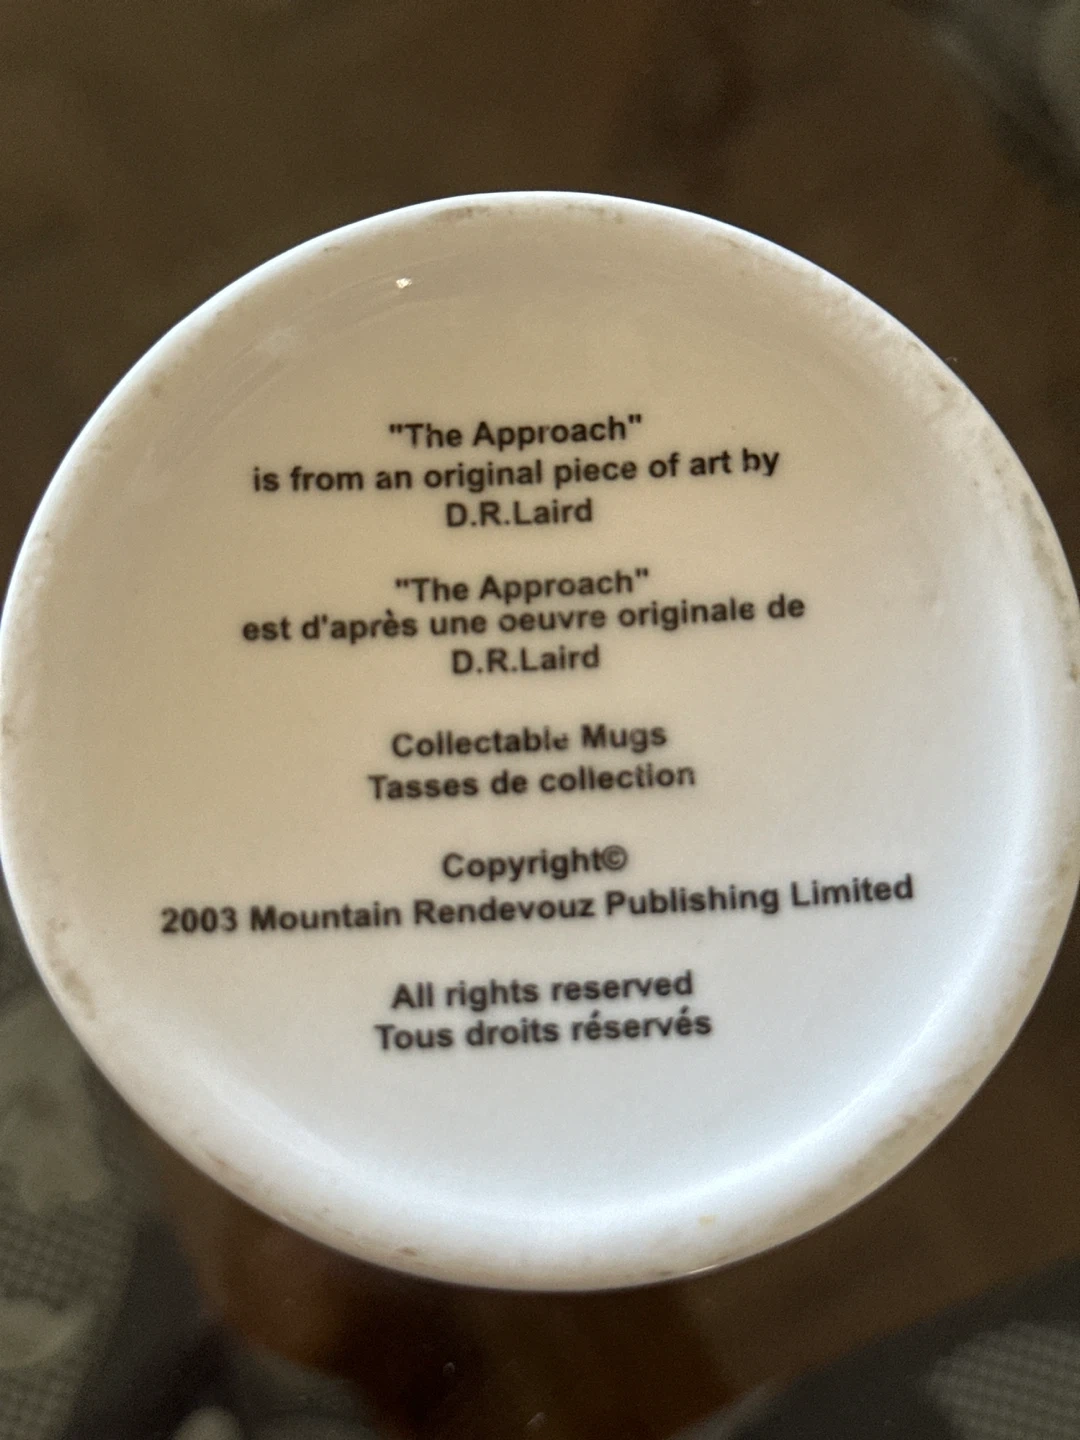 "The Approach"
is from an original piece of art by
D.R.Laird
"The Approach"
est d'après une oeuvre originale de
D.R.Laird
Collectable Mugs
Tasses de collection
Copyright©
2003 Mountain Rendevouz Publishing Limited
All rights reserved
Tous droits réservés